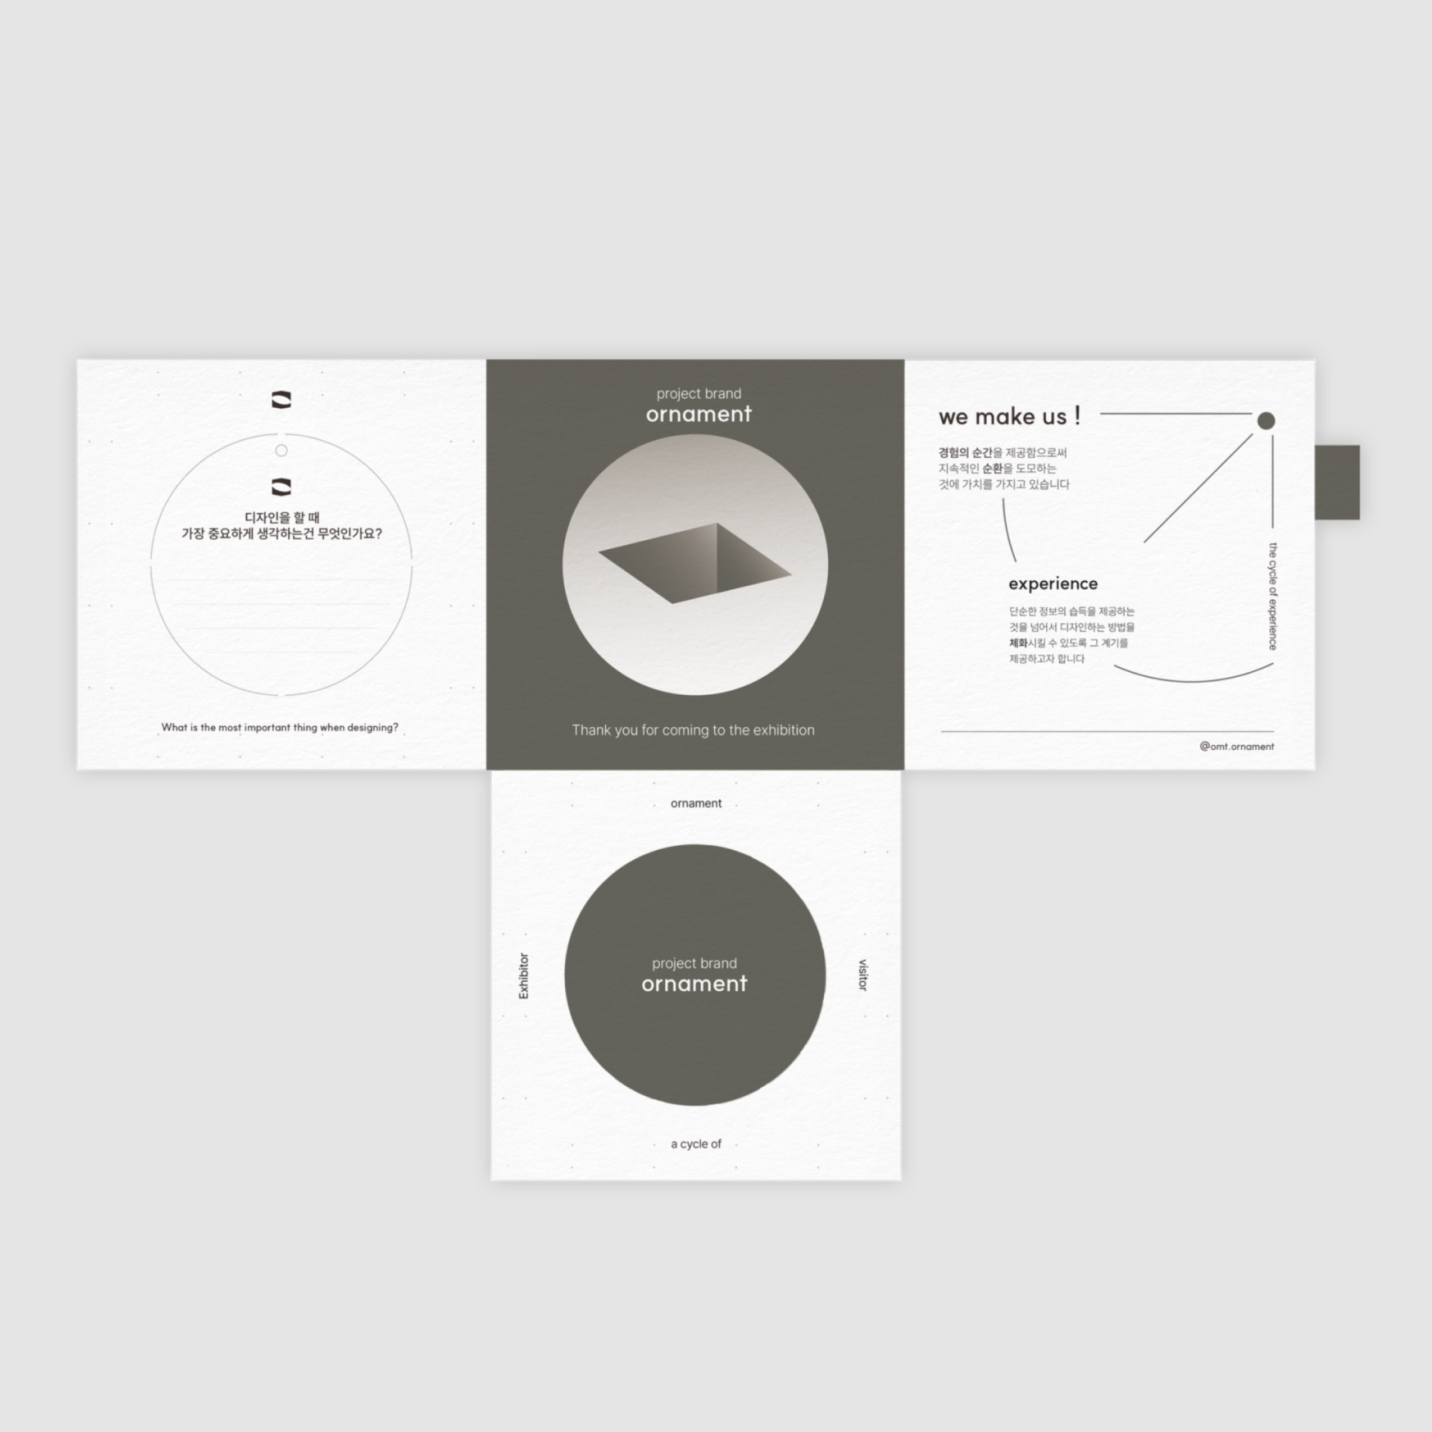 디자인을 할 때
가장 중요하게 생각하는건 무엇인가요?
What is the most important thing when designing?
project brand
ornament
Thank you for coming to the exhibition
we make us !
경험의 순간을 제공함으로써
지속적인 순환을 도모하는
것에 가치를 가지고 있습니다
experience
단순한 정보의 습득을 제공하는
것을 넘어서 디자인하는 방법을
체화시킬 수 있도록 그 계기를
제공하고자 합니다
the cycle of experience
@omt.ornament
ornament
Exhibitor
project brand
ornament
visitor
a cycle of